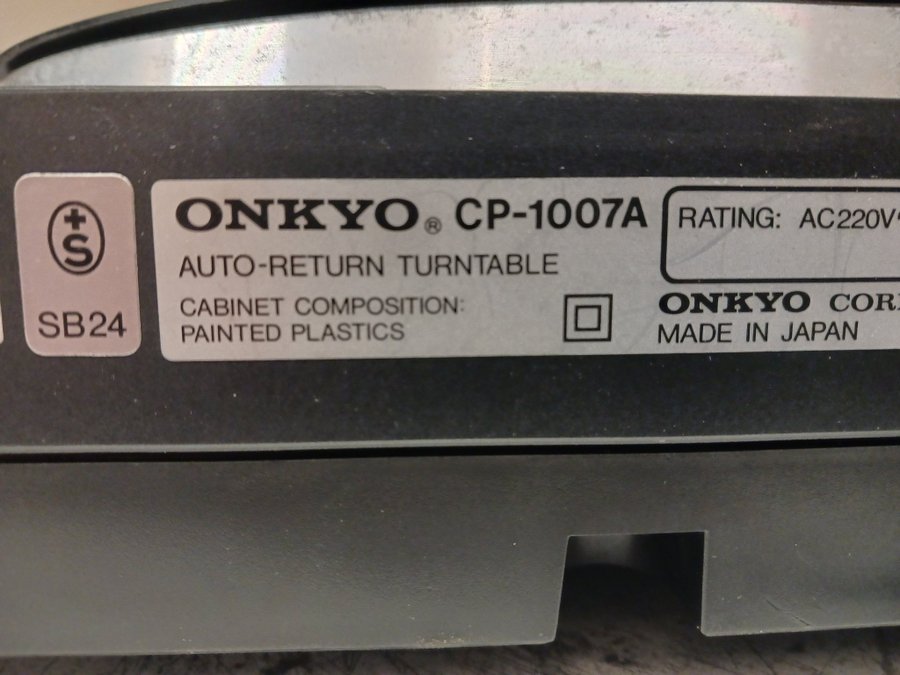 +S
SB24
ONKYO® CP-1007A
AUTO-RETURN TURNTABLE
CABINET COMPOSITION:
PAINTED PLASTICS
RATING: AC220V
ONKYO
MADE IN JAPAN